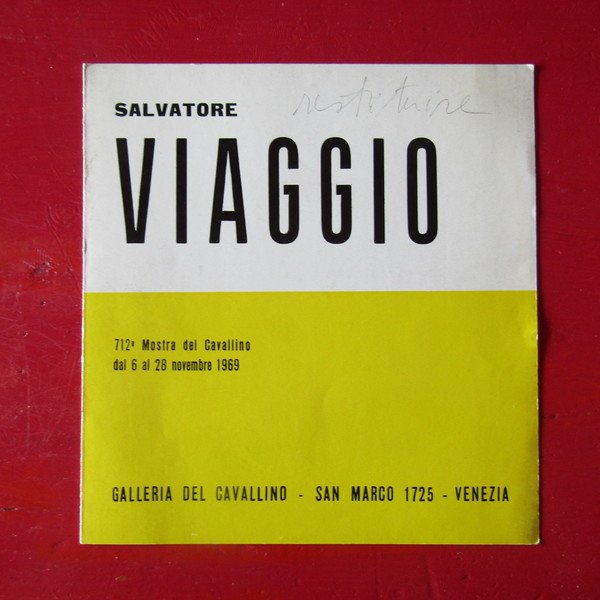 restituire
SALVATORE
VIAGGIO
712ª Mostra del Cavallino
dal 6 al 28 novembre 1969
GALLERIA DEL CAVALLINO - SAN MARCO 1725 - VENEZIA